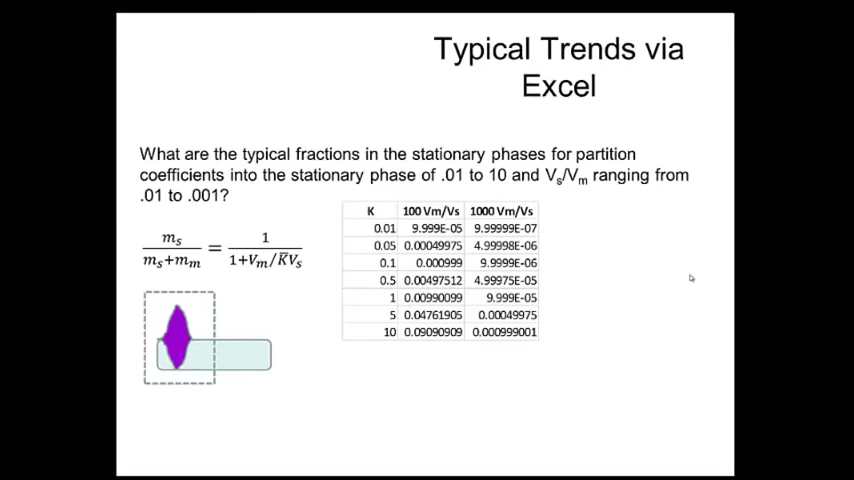 Typical Trends via
Excel
What are the typical fractions in the stationary phases for partition
coefficients into the stationary phase of .01 to 10 and Vs/Vm ranging from
.01 to .001?
ms/(ms+mm) = 1/(1+Vm/K̅Vs)
K 100 Vm/Vs 1000 Vm/Vs
0.01 9.999E-05 9.99999E-07
0.05 0.00049975 4.99998E-06
0.1 0.000999 9.9999E-06
0.5 0.00497512 4.99975E-05
1 0.00990099 9.999E-05
5 0.04761905 0.00049975
10 0.09090909 0.000999001